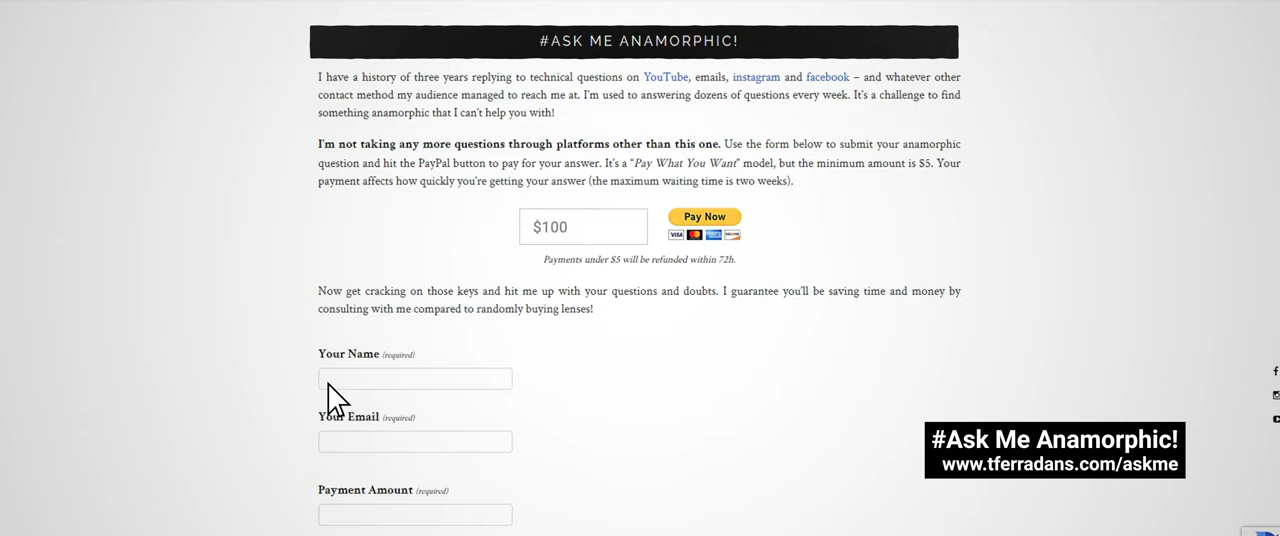 #ASK ME ANAMORPHIC!
I have a history of three years replying to technical questions on YouTube, emails, instagram and facebook – and whatever other
contact method my audience managed to reach me at. I'm used to answering dozens of questions every week. It's a challenge to find
something anamorphic that I can't help you with!
I'm not taking any more questions through platforms other than this one. Use the form below to submit your anamorphic
question and hit the PayPal button to pay for your answer. It's a “Pay What You Want” model, but the minimum amount is $5. Your
payment affects how quickly you're getting your answer (the maximum waiting time is two weeks).
$100
Pay Now
VISA
Payments under $5 will be refunded within 72h.
Now get cracking on those keys and hit me up with your questions and doubts. I guarantee you'll be saving time and money by
consulting with me compared to randomly buying lenses!
Your Name (required)
Your Email (required)
#Ask Me Anamorphic!
www.tferradans.com/askme
Payment Amount (required)